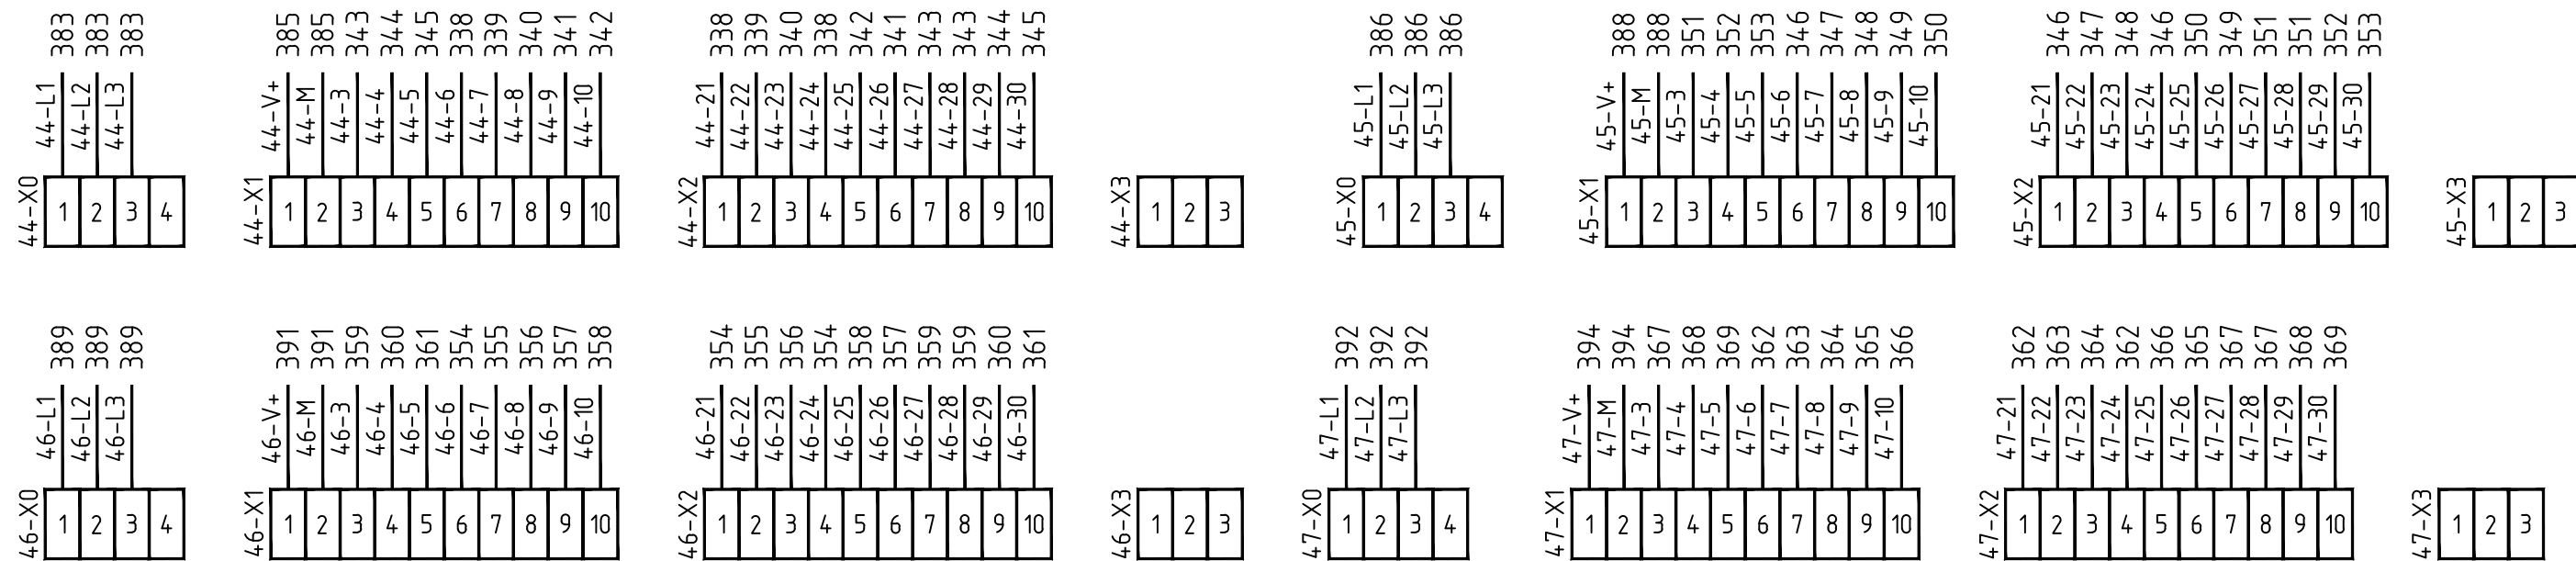 383 383 383
44-L1 44-L2 44-L3
44-X0 1 2 3 4
385 385 343 344 345 338 339 340 341 342
44-V+ 44-M 44-3 44-4 44-5 44-6 44-7 44-8 44-9 44-10
44-X1 1 2 3 4 5 6 7 8 9 10
338 339 340 338 342 341 343 343 344 345
44-21 44-22 44-23 44-24 44-25 44-26 44-27 44-28 44-29 44-30
44-X2 1 2 3 4 5 6 7 8 9 10
44-X3 1 2 3
386 386 386
45-L1 45-L2 45-L3
45-X0 1 2 3 4
388 388 351 352 353 346 347 348 349 350
45-V+ 45-M 45-3 45-4 45-5 45-6 45-7 45-8 45-9 45-10
45-X1 1 2 3 4 5 6 7 8 9 10
346 347 348 346 350 349 351 351 352 353
45-21 45-22 45-23 45-24 45-25 45-26 45-27 45-28 45-29 45-30
45-X2 1 2 3 4 5 6 7 8 9 10
45-X3 1 2 3
389 389 389
46-L1 46-L2 46-L3
46-X0 1 2 3 4
391 391 359 360 361 354 355 356 357 358
46-V+ 46-M 46-3 46-4 46-5 46-6 46-7 46-8 46-9 46-10
46-X1 1 2 3 4 5 6 7 8 9 10
354 355 356 354 358 357 359 359 360 361
46-21 46-22 46-23 46-24 46-25 46-26 46-27 46-28 46-29 46-30
46-X2 1 2 3 4 5 6 7 8 9 10
46-X3 1 2 3
392 392 392
47-L1 47-L2 47-L3
47-X0 1 2 3 4
394 394 367 368 369 362 363 364 365 366
47-V+ 47-M 47-3 47-4 47-5 47-6 47-7 47-8 47-9 47-10
47-X1 1 2 3 4 5 6 7 8 9 10
362 363 364 362 366 365 367 367 368 369
47-21 47-22 47-23 47-24 47-25 47-26 47-27 47-28 47-29 47-30
47-X2 1 2 3 4 5 6 7 8 9 10
47-X3 1 2 3